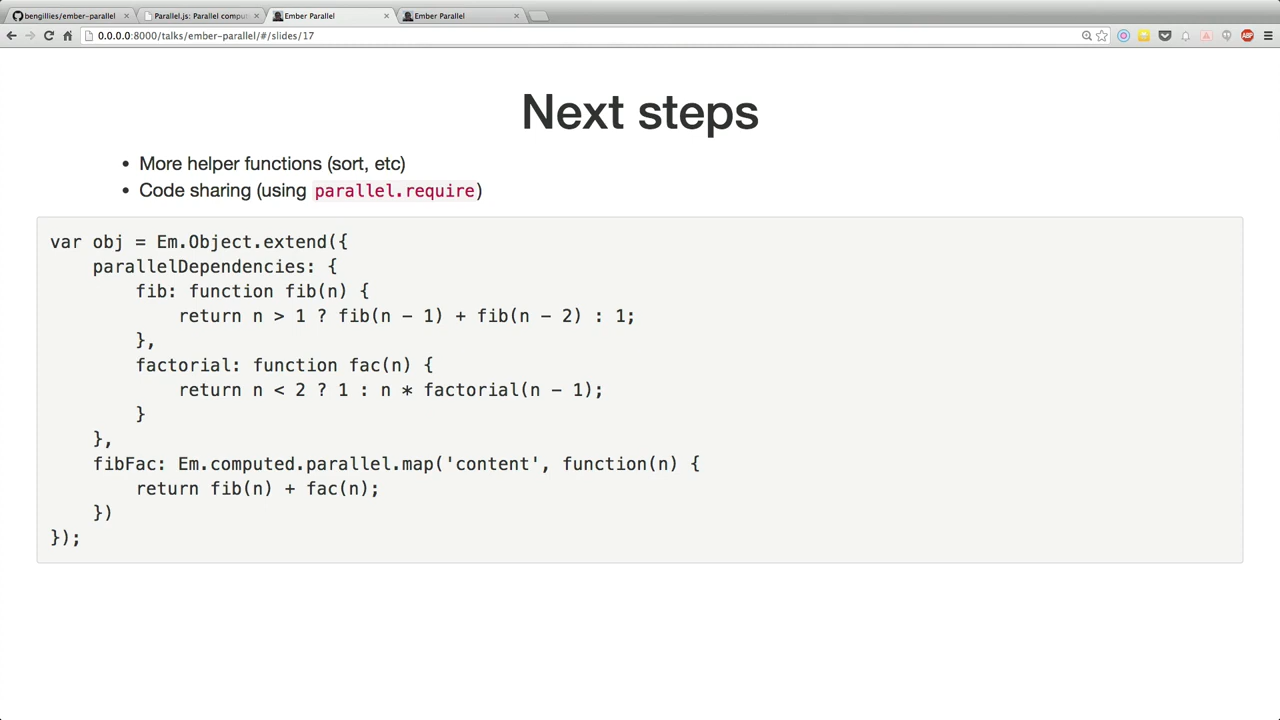 bengillies/ember-parallel
Parallel.js: Parallel comput
Ember Parallel
Ember Parallel
0.0.0.0:8000/talks/ember-parallel/#/slides/17
ABP
Next steps
• More helper functions (sort, etc)
• Code sharing (using parallel.require)
var obj = Em.Object.extend({
    parallelDependencies: {
        fib: function fib(n) {
            return n > 1 ? fib(n - 1) + fib(n - 2) : 1;
        },
        factorial: function fac(n) {
            return n < 2 ? 1 : n * factorial(n - 1);
        }
    },
    fibFac: Em.computed.parallel.map('content', function(n) {
        return fib(n) + fac(n);
    })
});